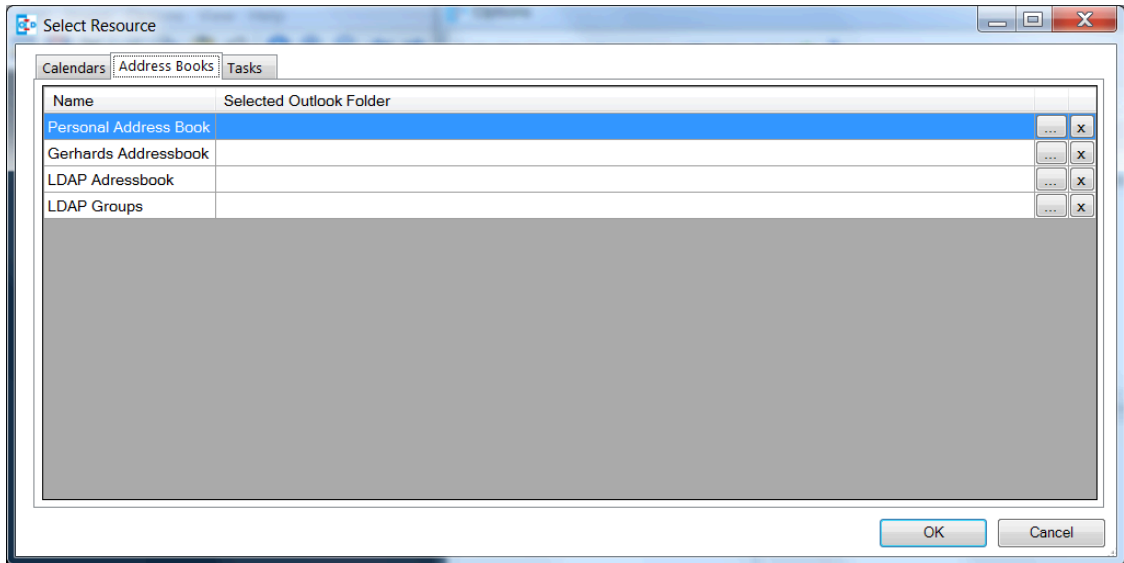 Select Resource
Calendars Address Books Tasks
Name Selected Outlook Folder
Personal Address Book ... x
Gerhards Addressbook ... x
LDAP Adressbook ... x
LDAP Groups ... x
OK Cancel